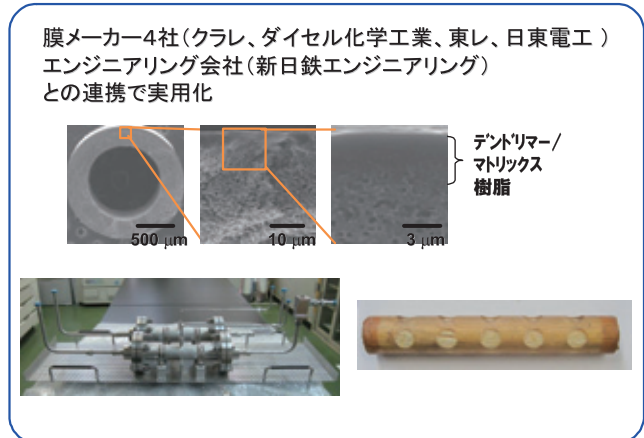 膜メーカー4社(クラレ、ダイセル化学工業、東レ、日東電工 )
エンジニアリング会社(新日鉄エンジニアリング)
との連携で実用化
デンドリマー/
マトリックス
樹脂
500 μm
10 μm
3 μm